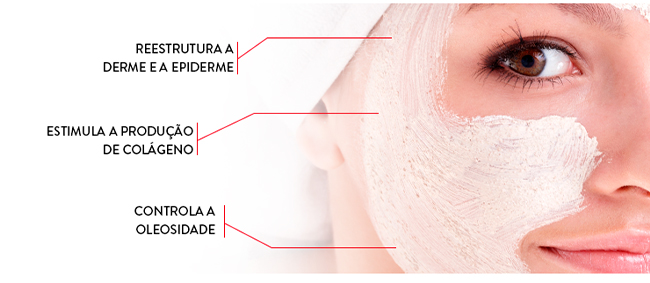 REESTRUTURA A
DERME E A EPIDERME
ESTIMULA A PRODUÇÃO
DE COLÁGENO
CONTROLA A
OLEOSIDADE